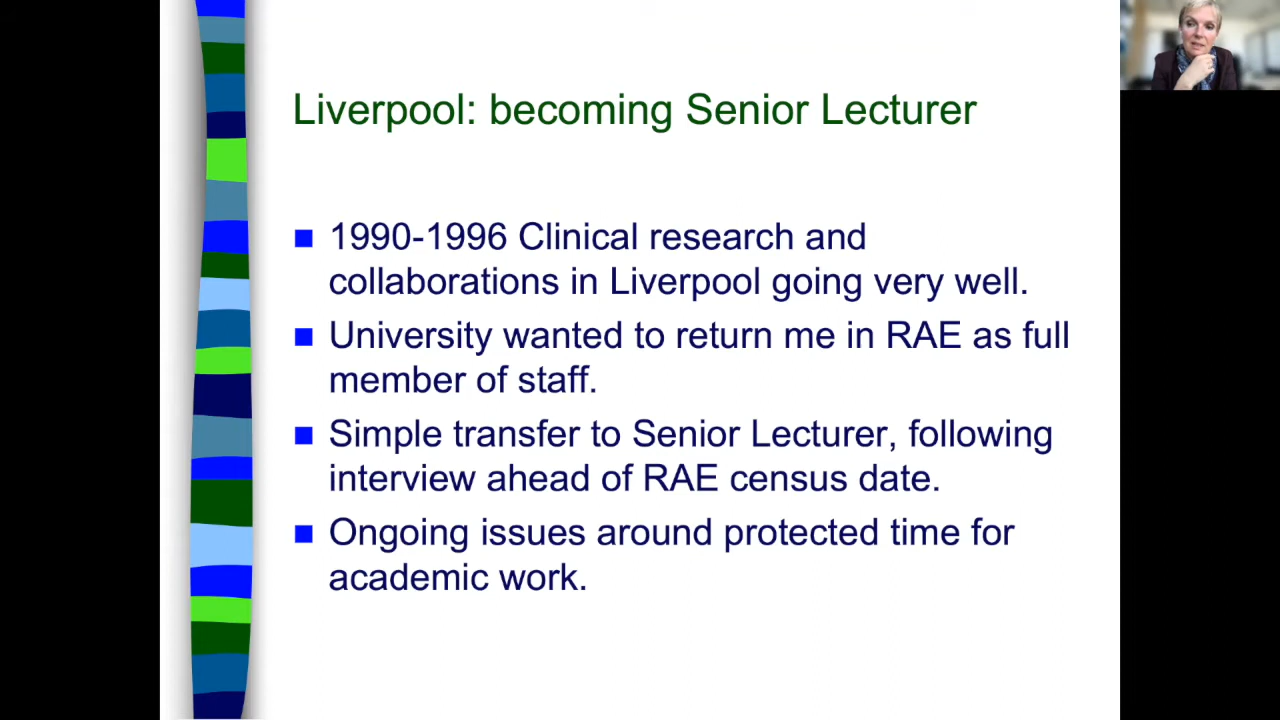 Liverpool: becoming Senior Lecturer
1990-1996 Clinical research and
collaborations in Liverpool going very well.
University wanted to return me in RAE as full
member of staff.
Simple transfer to Senior Lecturer, following
interview ahead of RAE census date.
Ongoing issues around protected time for
academic work.